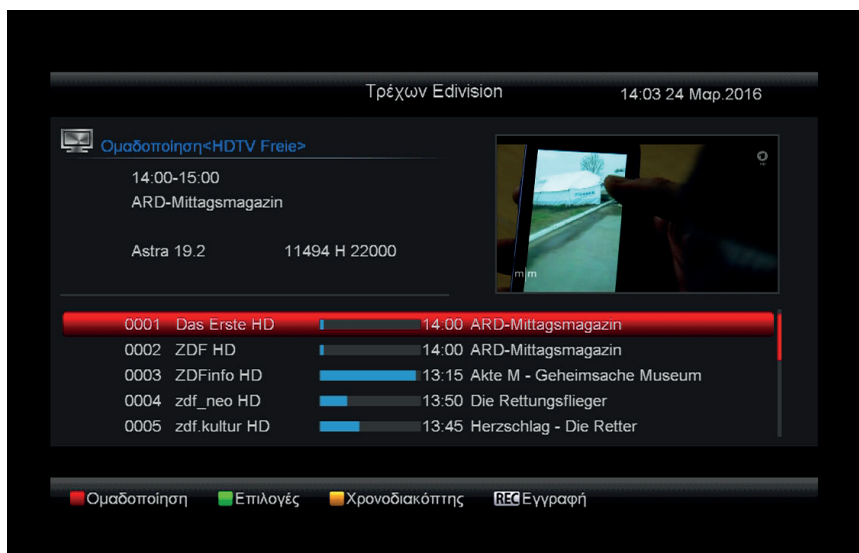 Τρέχων Edivision 14:03 24 Μαρ.2016
Ομαδοποίηση<HDTV Freie>
14:00-15:00
ARD-Mittagsmagazin
Astra 19.2 11494 H 22000
m|m
0001 Das Erste HD 14:00 ARD-Mittagsmagazin
0002 ZDF HD 14:00 ARD-Mittagsmagazin
0003 ZDFinfo HD 13:15 Akte M - Geheimsache Museum
0004 zdf_neo HD 13:50 Die Rettungsflieger
0005 zdf.kultur HD 13:45 Herzschlag - Die Retter
Ομαδοποίηση Επιλογές Χρονοδιακόπτης REC Εγγραφή